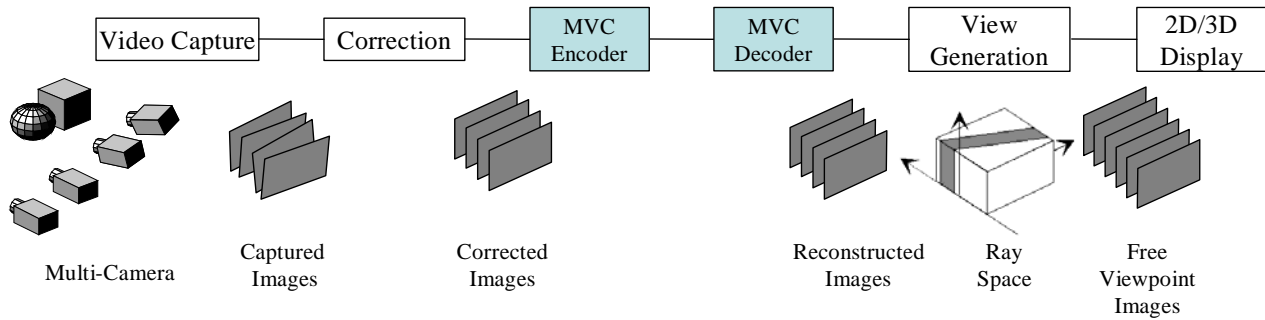 Video Capture
Correction
MVC
Encoder
MVC
Decoder
View
Generation
2D/3D
Display
Multi-Camera
Captured
Images
Corrected
Images
Reconstructed
Images
Ray
Space
Free
Viewpoint
Images